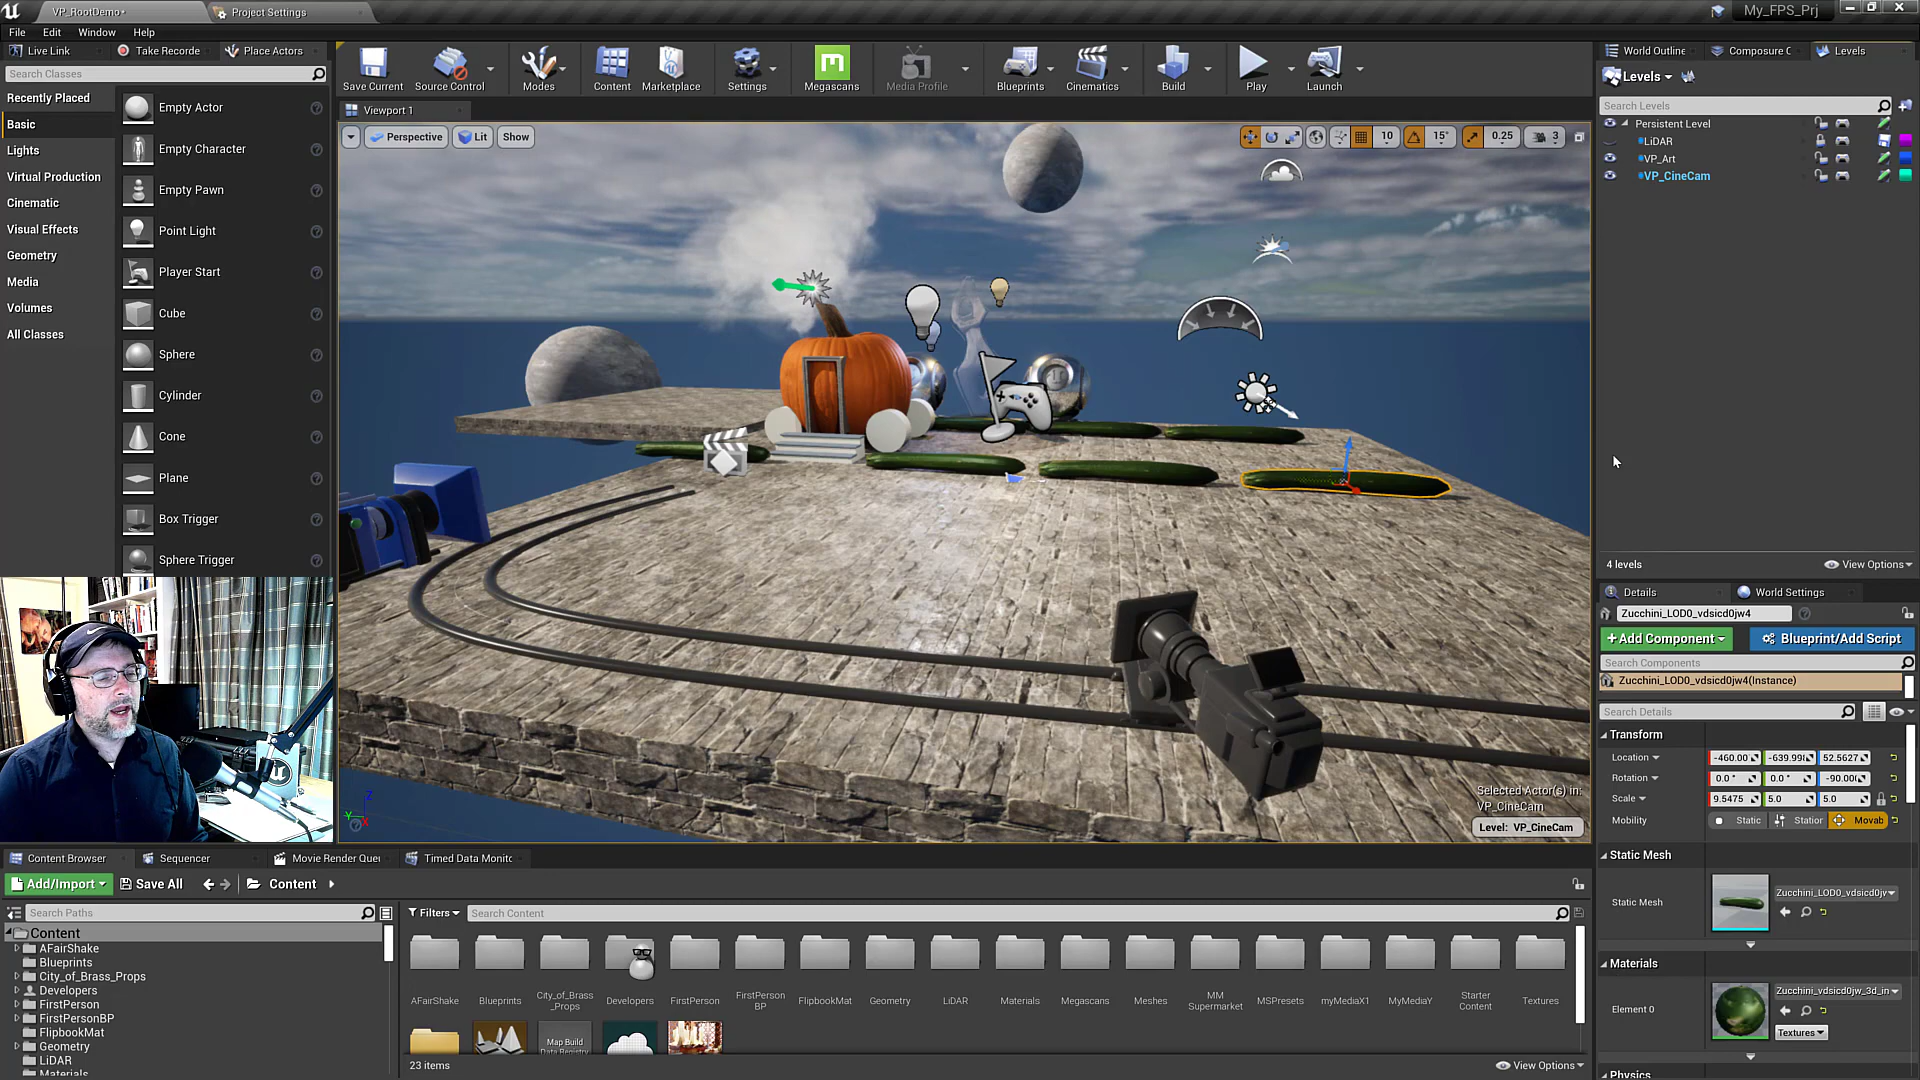 VP_RootDemo•
Project Settings
My_FPS_Prj
File Edit Window Help
Live Link
Take Recorde
Place Actors
Search Classes
Recently Placed
Basic
Lights
Virtual Production
Cinematic
Visual Effects
Geometry
Media
Volumes
All Classes
Empty Actor
Empty Character
Empty Pawn
Point Light
Player Start
Cube
Sphere
Cylinder
Cone
Plane
Box Trigger
Sphere Trigger
Save Current
Source Control
Modes
Content
Marketplace
Settings
Megascans
Media Profile
Blueprints
Cinematics
Build
Play
Launch
Viewport 1
Perspective
Lit
Show
10
15°
0.25
3
Selected Actor(s) in:
VP_CineCam
Level: VP_CineCam
World Outline
Composure C
Levels
Levels
Search Levels
Persistent Level
LiDAR
VP_Art
VP_CineCam
4 levels
View Options
Details
World Settings
Zucchini_LOD0_vdsicd0jw4
+Add Component
Blueprint/Add Script
Search Components
Zucchini_LOD0_vdsicd0jw4(Instance)
Search Details
Transform
Location -460.00 -639.99 52.5627
Rotation 0.0 ° 0.0 ° -90.00
Scale 9.5475 5.0 5.0
Mobility Static Station Movab
Static Mesh
Static Mesh
Zucchini_LOD0_vdsicd0jv
Materials
Element 0
Zucchini_vdsicd0jw_3d_in
Textures
Physics
Content Browser
Sequencer
Movie Render Que
Timed Data Monito
Add/Import
Save All
Content
Search Paths
Filters
Search Content
Content
AFairShake
Blueprints
City_of_Brass_Props
Developers
FirstPerson
FirstPersonBP
FlipbookMat
Geometry
LiDAR
Materials
AFairShake
Blueprints
City_of_Brass
_Props
Developers
FirstPerson
FirstPerson
BP
FlipbookMat
Geometry
LiDAR
Materials
Megascans
Meshes
MM
Supermarket
MSPresets
myMediaX1
MyMediaY
Starter
Content
Textures
Map Build
Data Registry
23 items
View Options